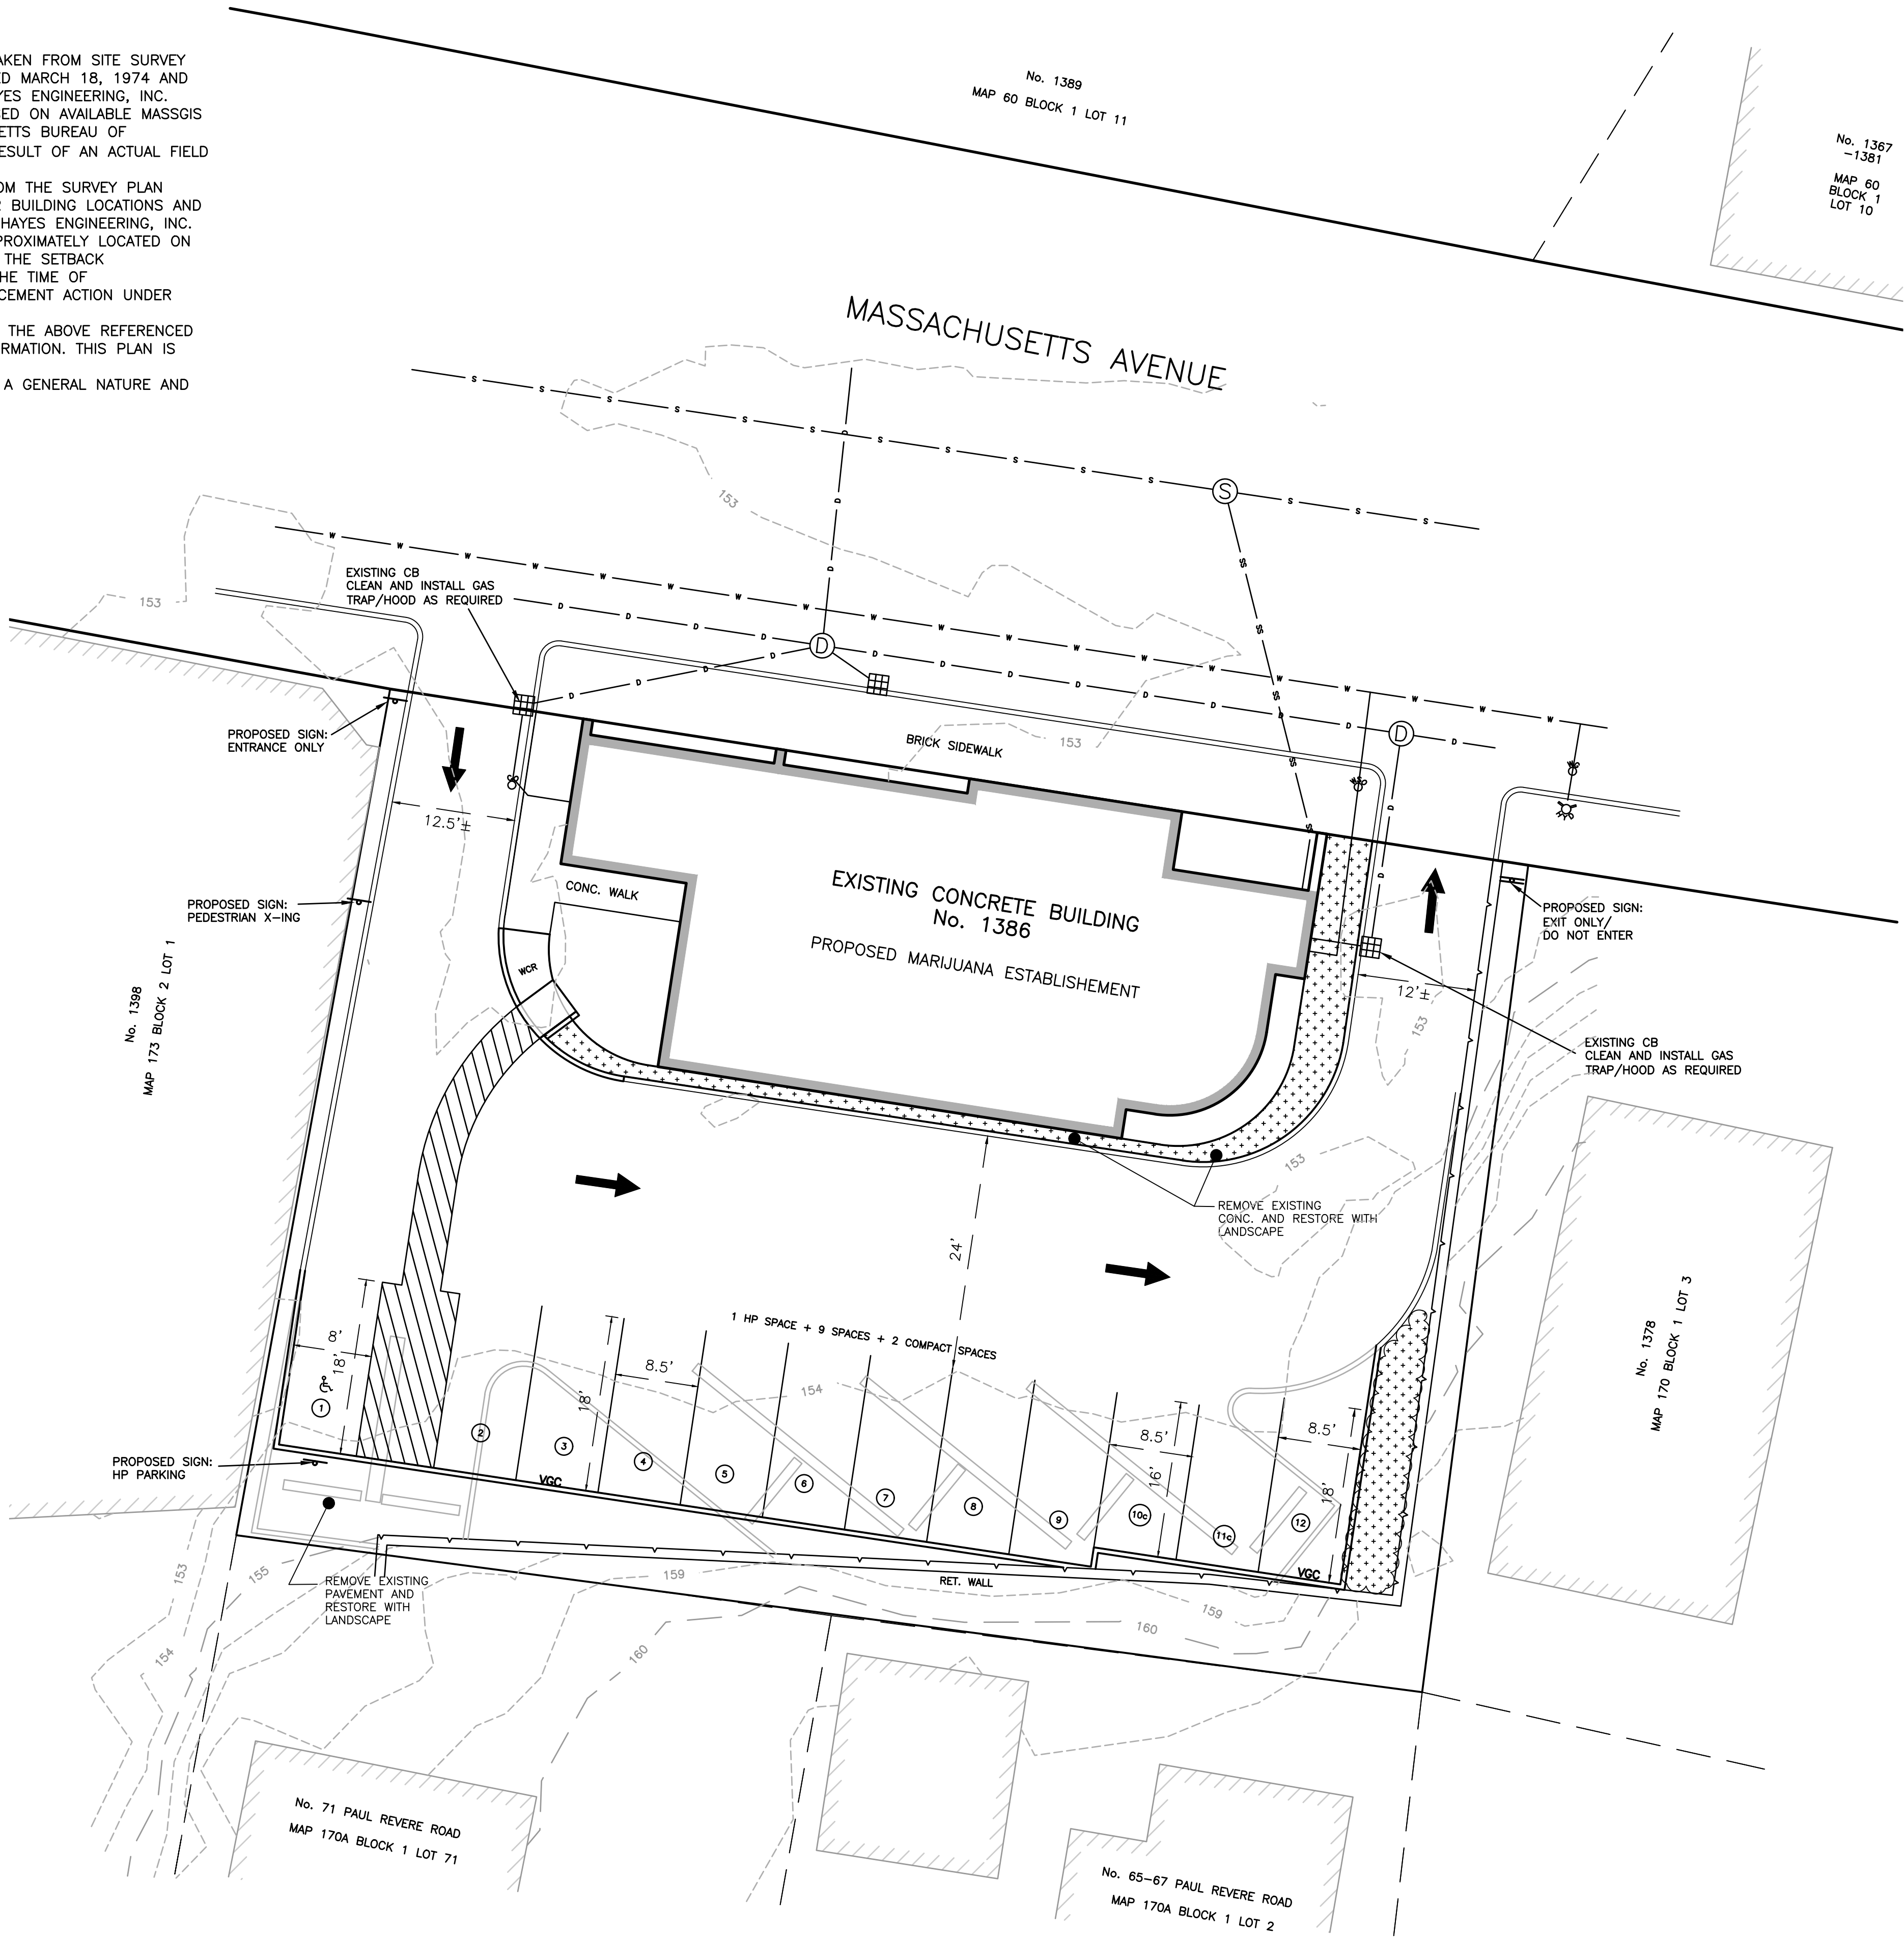 AKEN FROM SITE SURVEY
ED MARCH 18, 1974 AND
YES ENGINEERING, INC.
ED ON AVAILABLE MASSGIS
ETTS BUREAU OF
ESULT OF AN ACTUAL FIELD
OM THE SURVEY PLAN
R BUILDING LOCATIONS AND
HAYES ENGINEERING, INC.
PROXIMATELY LOCATED ON
THE SETBACK
HE TIME OF
CEMENT ACTION UNDER
THE ABOVE REFERENCED
RMATION. THIS PLAN IS
A GENERAL NATURE AND
No. 1389
MAP 60 BLOCK 1 LOT 11
No. 1367
-1381
MAP 60
BLOCK 1
LOT 10
MASSACHUSETTS AVENUE
S S S S S S S S S S S S S S S
S
153
153
W W W W W W W W W W W W W W W W W W W
EXISTING CB
CLEAN AND INSTALL GAS
TRAP/HOOD AS REQUIRED
D D D D D D D D D D D D D D
D
D
PROPOSED SIGN:
ENTRANCE ONLY
BRICK SIDEWALK
153
12.5'±
CONC. WALK
WCR
EXISTING CONCRETE BUILDING
No. 1386
PROPOSED MARIJUANA ESTABLISHEMENT
PROPOSED SIGN:
PEDESTRIAN X-ING
PROPOSED SIGN:
EXIT ONLY/
DO NOT ENTER
12'±
153
No. 1398
MAP 173 BLOCK 2 LOT 1
EXISTING CB
CLEAN AND INSTALL GAS
TRAP/HOOD AS REQUIRED
153
REMOVE EXISTING
CONC. AND RESTORE WITH
LANDSCAPE
24'
No. 1378
MAP 170 BLOCK 1 LOT 3
1 HP SPACE + 9 SPACES + 2 COMPACT SPACES
8'
18'
18'
8.5'
154
8.5'
16'
8.5'
18'
1
2
3
4
5
6
7
8
9
10c
11c
12
VGC
VGC
PROPOSED SIGN:
HP PARKING
REMOVE EXISTING
PAVEMENT AND
RESTORE WITH
LANDSCAPE
153
155
154
159
RET. WALL
159
160
160
No. 71 PAUL REVERE ROAD
MAP 170A BLOCK 1 LOT 71
No. 65-67 PAUL REVERE ROAD
MAP 170A BLOCK 1 LOT 2